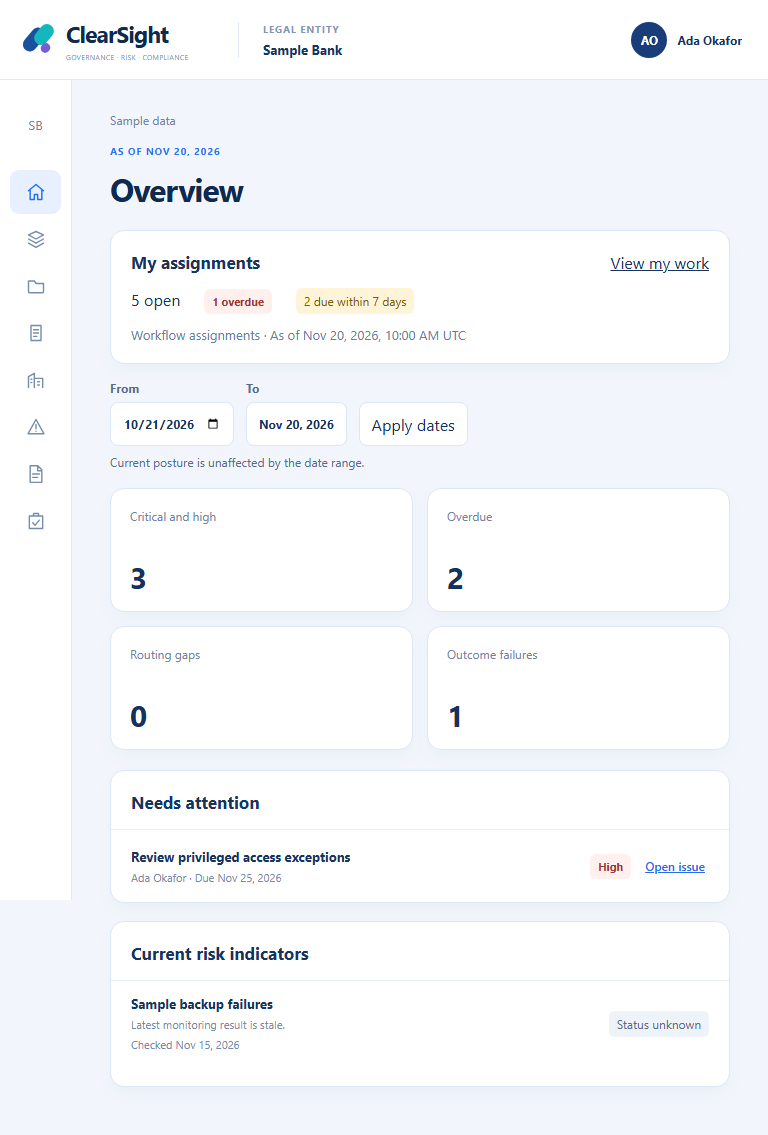 ClearSight
GOVERNANCE · RISK · COMPLIANCE
LEGAL ENTITY
Sample Bank
AO
Ada Okafor
SB
Sample data
AS OF NOV 20, 2026
Overview
My assignments
View my work
5 open
1 overdue
2 due within 7 days
Workflow assignments · As of Nov 20, 2026, 10:00 AM UTC
From
To
10/21/2026
Nov 20, 2026
Apply dates
Current posture is unaffected by the date range.
Critical and high
3
Overdue
2
Routing gaps
0
Outcome failures
1
Needs attention
Review privileged access exceptions
Ada Okafor · Due Nov 25, 2026
High
Open issue
Current risk indicators
Sample backup failures
Latest monitoring result is stale.
Checked Nov 15, 2026
Status unknown